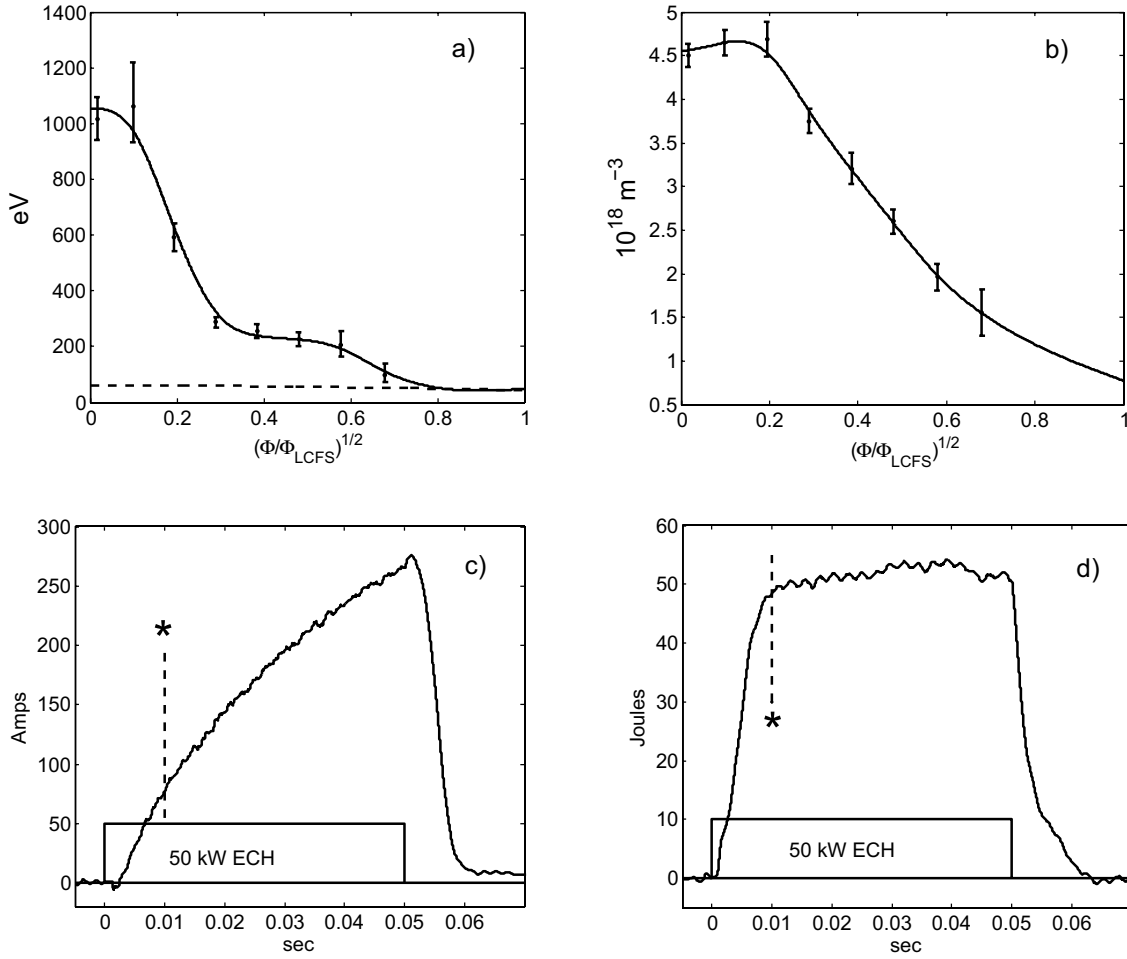 a)
1400
1200
1000
800
600
400
200
0
eV
0 0.2 0.4 0.6 0.8 1
(Φ/Φ_LCFS)^1/2
b)
5
4.5
4
3.5
3
2.5
2
1.5
1
0.5
10^18 m^−3
0 0.2 0.4 0.6 0.8 1
(Φ/Φ_LCFS)^1/2
c)
300
250
200
150
100
50
0
Amps
*
50 kW ECH
0 0.01 0.02 0.03 0.04 0.05 0.06
sec
d)
60
50
40
30
20
10
0
Joules
*
50 kW ECH
0 0.01 0.02 0.03 0.04 0.05 0.06
sec